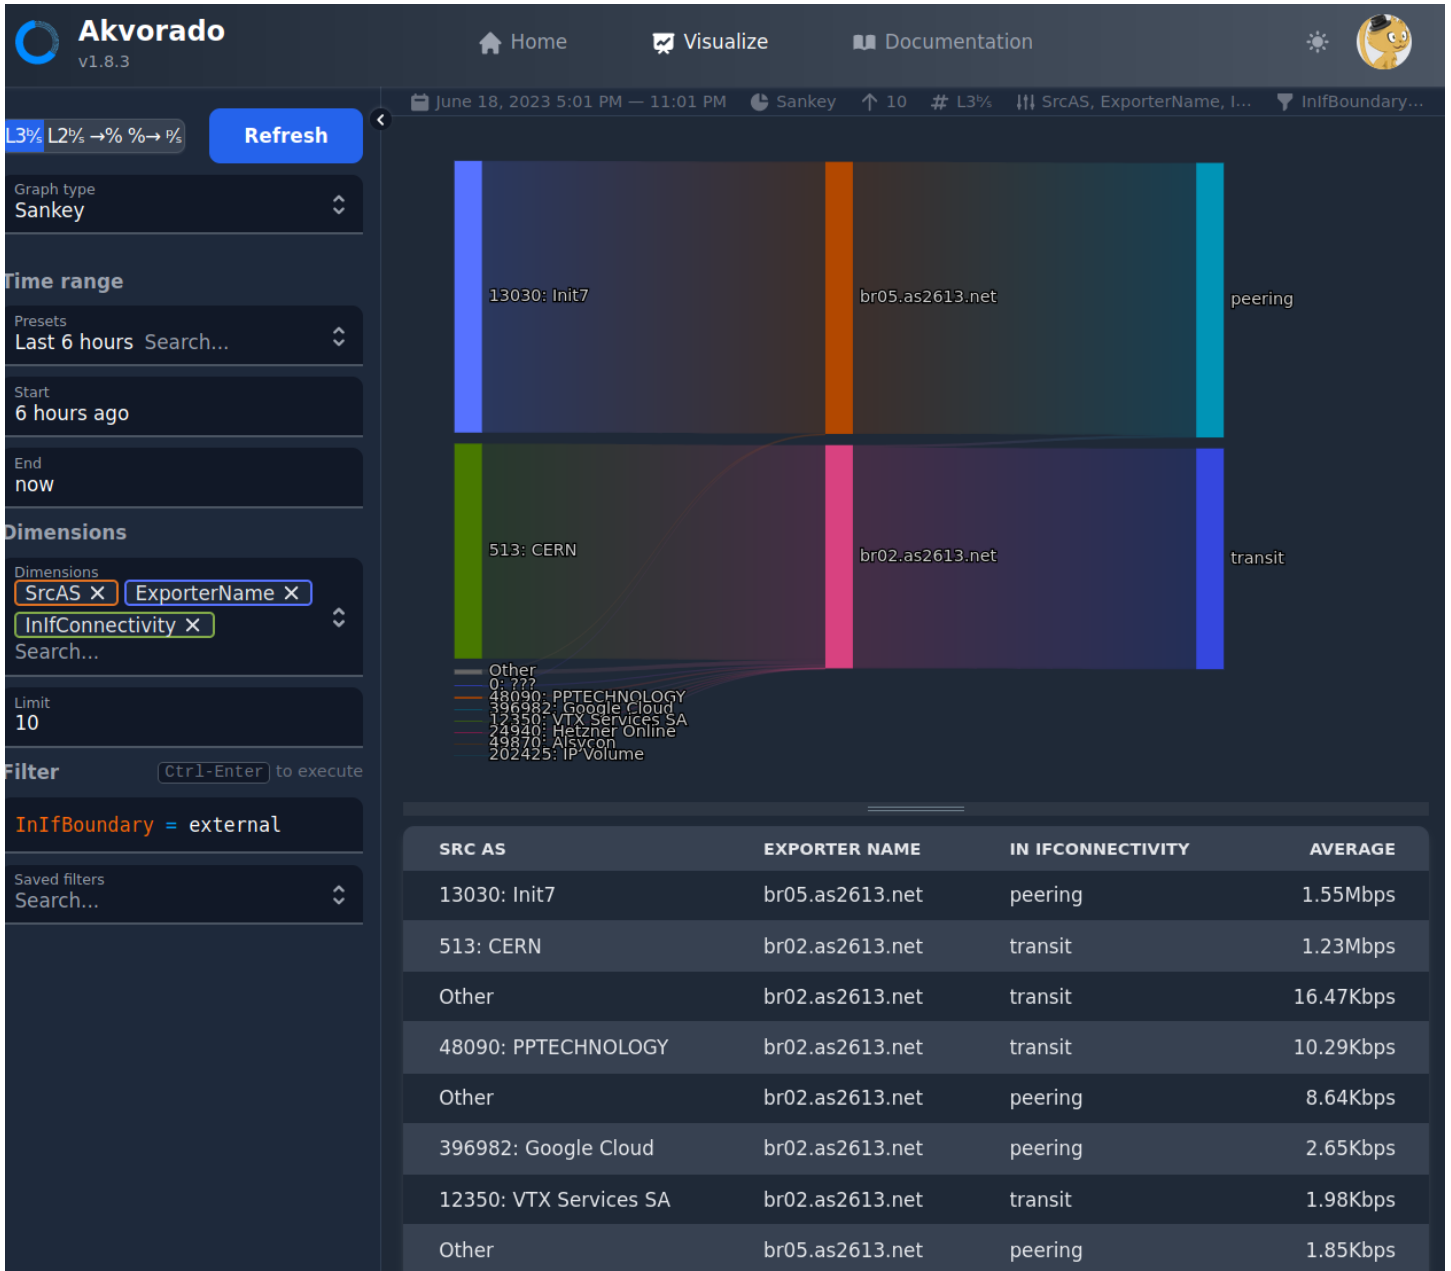 Akvorado
v1.8.3
Home
Visualize
Documentation
June 18, 2023 5:01 PM — 11:01 PM
Sankey
10
L3ᵇ⁄ₛ
SrcAS, ExporterName, I...
InIfBoundary...
L3ᵇ⁄ₛ L2ᵇ⁄ₛ →% %→ ᵖ⁄ₛ
Refresh
Graph type
Sankey
Time range
Presets
Last 6 hours Search...
Start
6 hours ago
End
now
Dimensions
Dimensions
SrcAS ✕ ExporterName ✕
InIfConnectivity ✕
Search...
Limit
10
Filter Ctrl-Enter to execute
InIfBoundary = external
Saved filters
Search...
13030: Init7
br05.as2613.net
peering
513: CERN
br02.as2613.net
transit
Other
0: ???
48090: PPTECHNOLOGY
396982: Google Cloud
12350: VTX Services SA
24940: Hetzner Online
49870: Alsycon
202425: IP Volume
SRC AS EXPORTER NAME IN IFCONNECTIVITY AVERAGE
13030: Init7 br05.as2613.net peering 1.55Mbps
513: CERN br02.as2613.net transit 1.23Mbps
Other br02.as2613.net transit 16.47Kbps
48090: PPTECHNOLOGY br02.as2613.net transit 10.29Kbps
Other br02.as2613.net peering 8.64Kbps
396982: Google Cloud br02.as2613.net peering 2.65Kbps
12350: VTX Services SA br02.as2613.net transit 1.98Kbps
Other br05.as2613.net peering 1.85Kbps